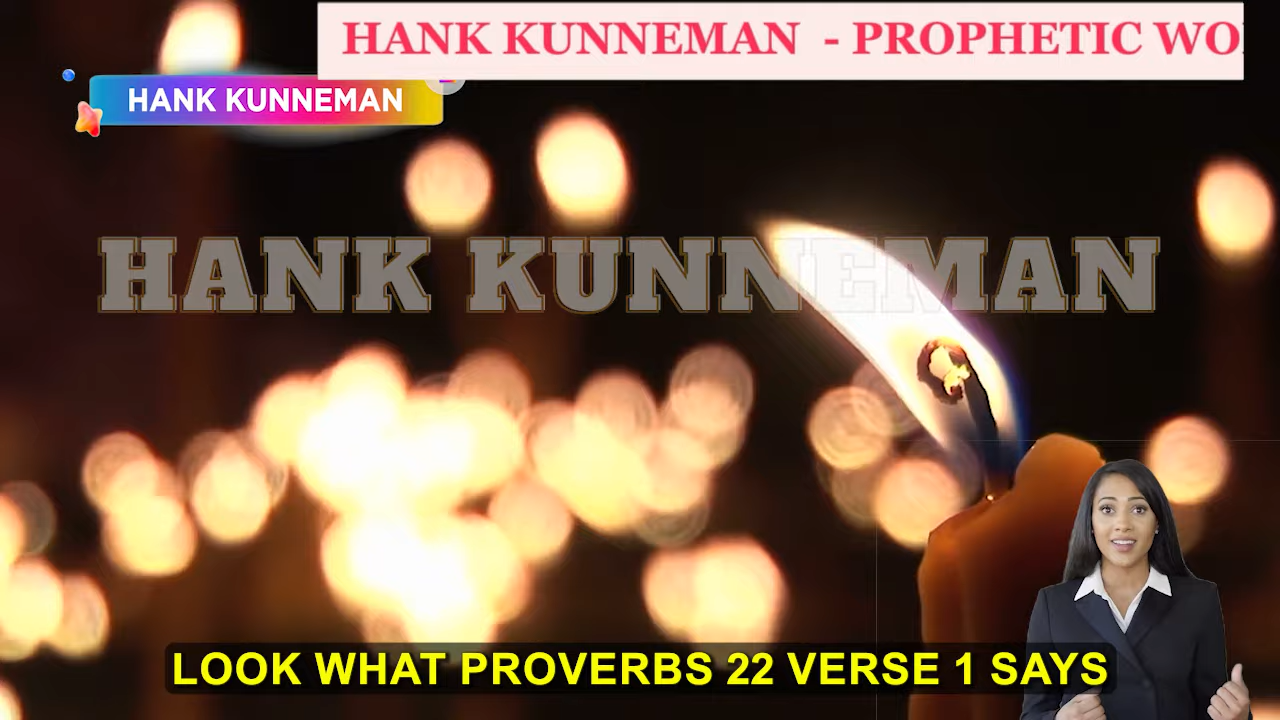 HANK KUNNEMAN - PROPHETIC
HANK KUNNEMAN
HANK KUNNEMAN
LOOK WHAT PROVERBS 22 VERSE 1 SAYS